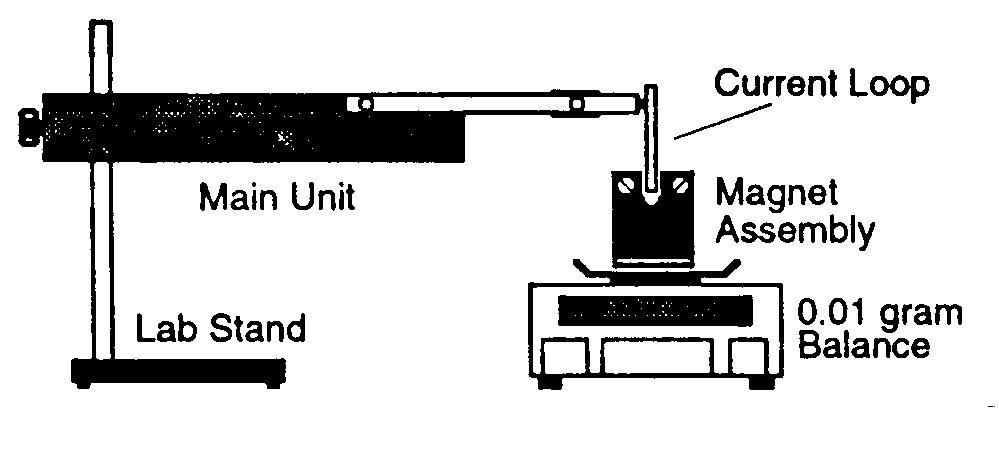 Current Loop
Main Unit
Magnet
Assembly
Lab Stand
0.01 gram
Balance